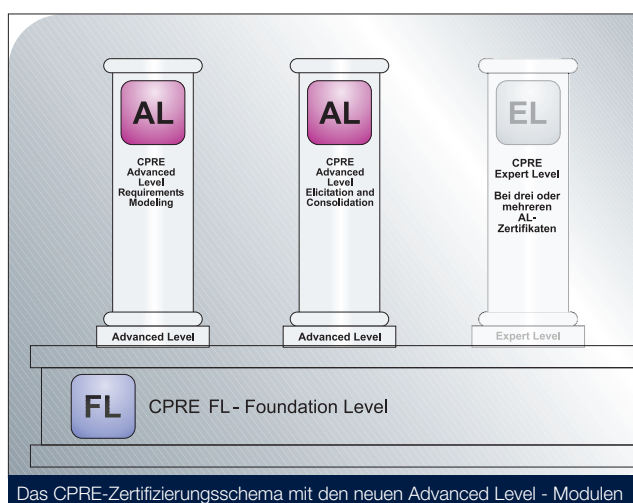 AL
CPRE
Advanced
Level
Requirements
Modeling
Advanced Level
AL
CPRE
Advanced
Level
Elicitation and
Consolidation
Advanced Level
EL
CPRE
Expert Level
Bei drei oder
mehreren
AL-
Zertifikaten
Expert Level
FL
CPRE FL - Foundation Level
Das CPRE-Zertifizierungsschema mit den neuen Advanced Level - Modulen